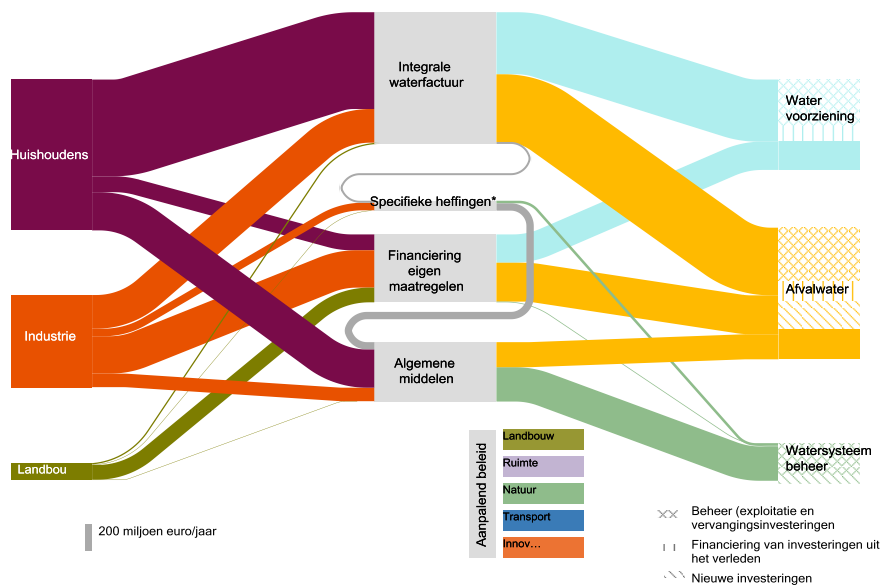 Integrale
waterfactuur
Water
voorziening
Huishoudens
Specifieke heffingen*
Financiering
eigen
maatregelen
Afvalwater
Industrie
Algemene
middelen
Landbou
Watersysteem
beheer
Aanpalend beleid
Landbouw
Ruimte
Natuur
Transport
Innov…
200 miljoen euro/jaar
Beheer (exploitatie en
vervangingsinvesteringen
Financiering van investeringen uit
het verleden
Nieuwe investeringen